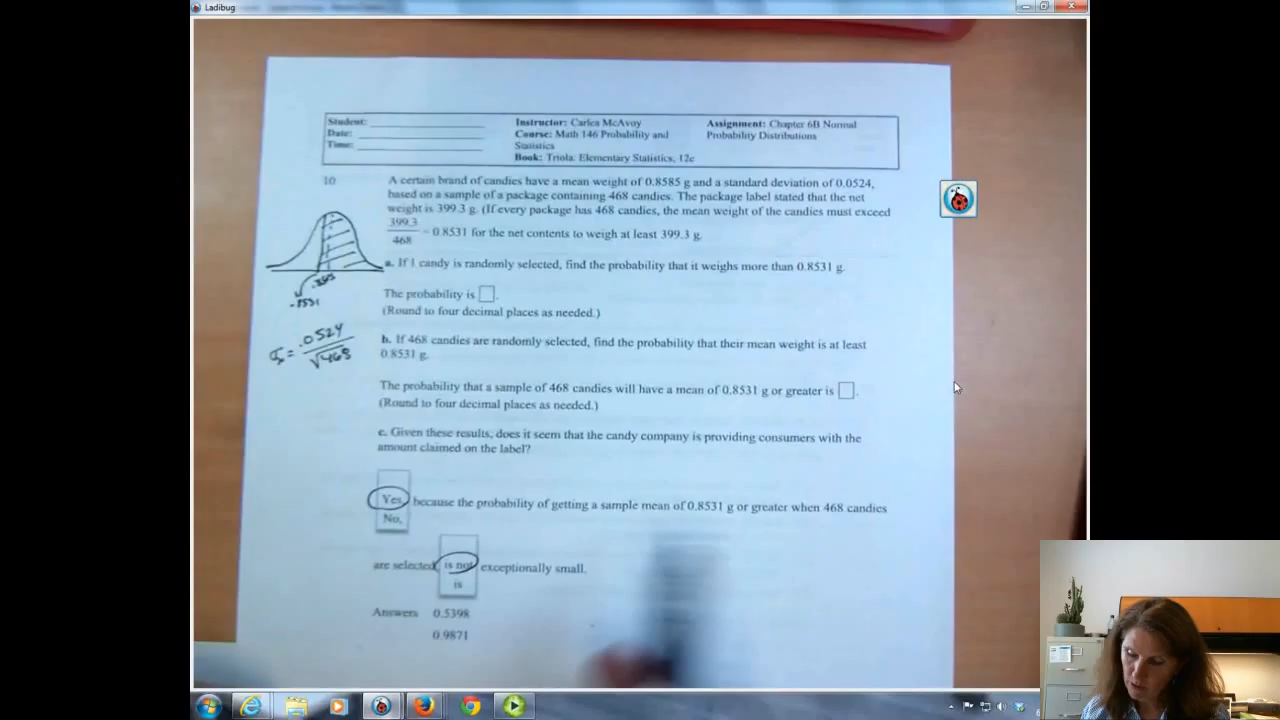 Ladibug
Student:
Date:
Time:
Instructor: Carlea McAvoy
Course: Math 146 Probability and
Statistics
Book: Triola: Elementary Statistics, 12e
Assignment: Chapter 6B Normal
Probability Distributions
10
A certain brand of candies have a mean weight of 0.8585 g and a standard deviation of 0.0524,
based on a sample of a package containing 468 candies. The package label stated that the net
weight is 399.3 g. (If every package has 468 candies, the mean weight of the candies must exceed
399.3
468
= 0.8531 for the net contents to weigh at least 399.3 g.
.8531
a. If 1 candy is randomly selected, find the probability that it weighs more than 0.8531 g.
The probability is
(Round to four decimal places as needed.)
= .0524
√468
b. If 468 candies are randomly selected, find the probability that their mean weight is at least
0.8531 g.
The probability that a sample of 468 candies will have a mean of 0.8531 g or greater is
(Round to four decimal places as needed.)
c. Given these results, does it seem that the candy company is providing consumers with the
amount claimed on the label?
Yes,
No,
because the probability of getting a sample mean of 0.8531 g or greater when 468 candies
are selected
is not
is
exceptionally small.
Answers 0.5398
0.9871